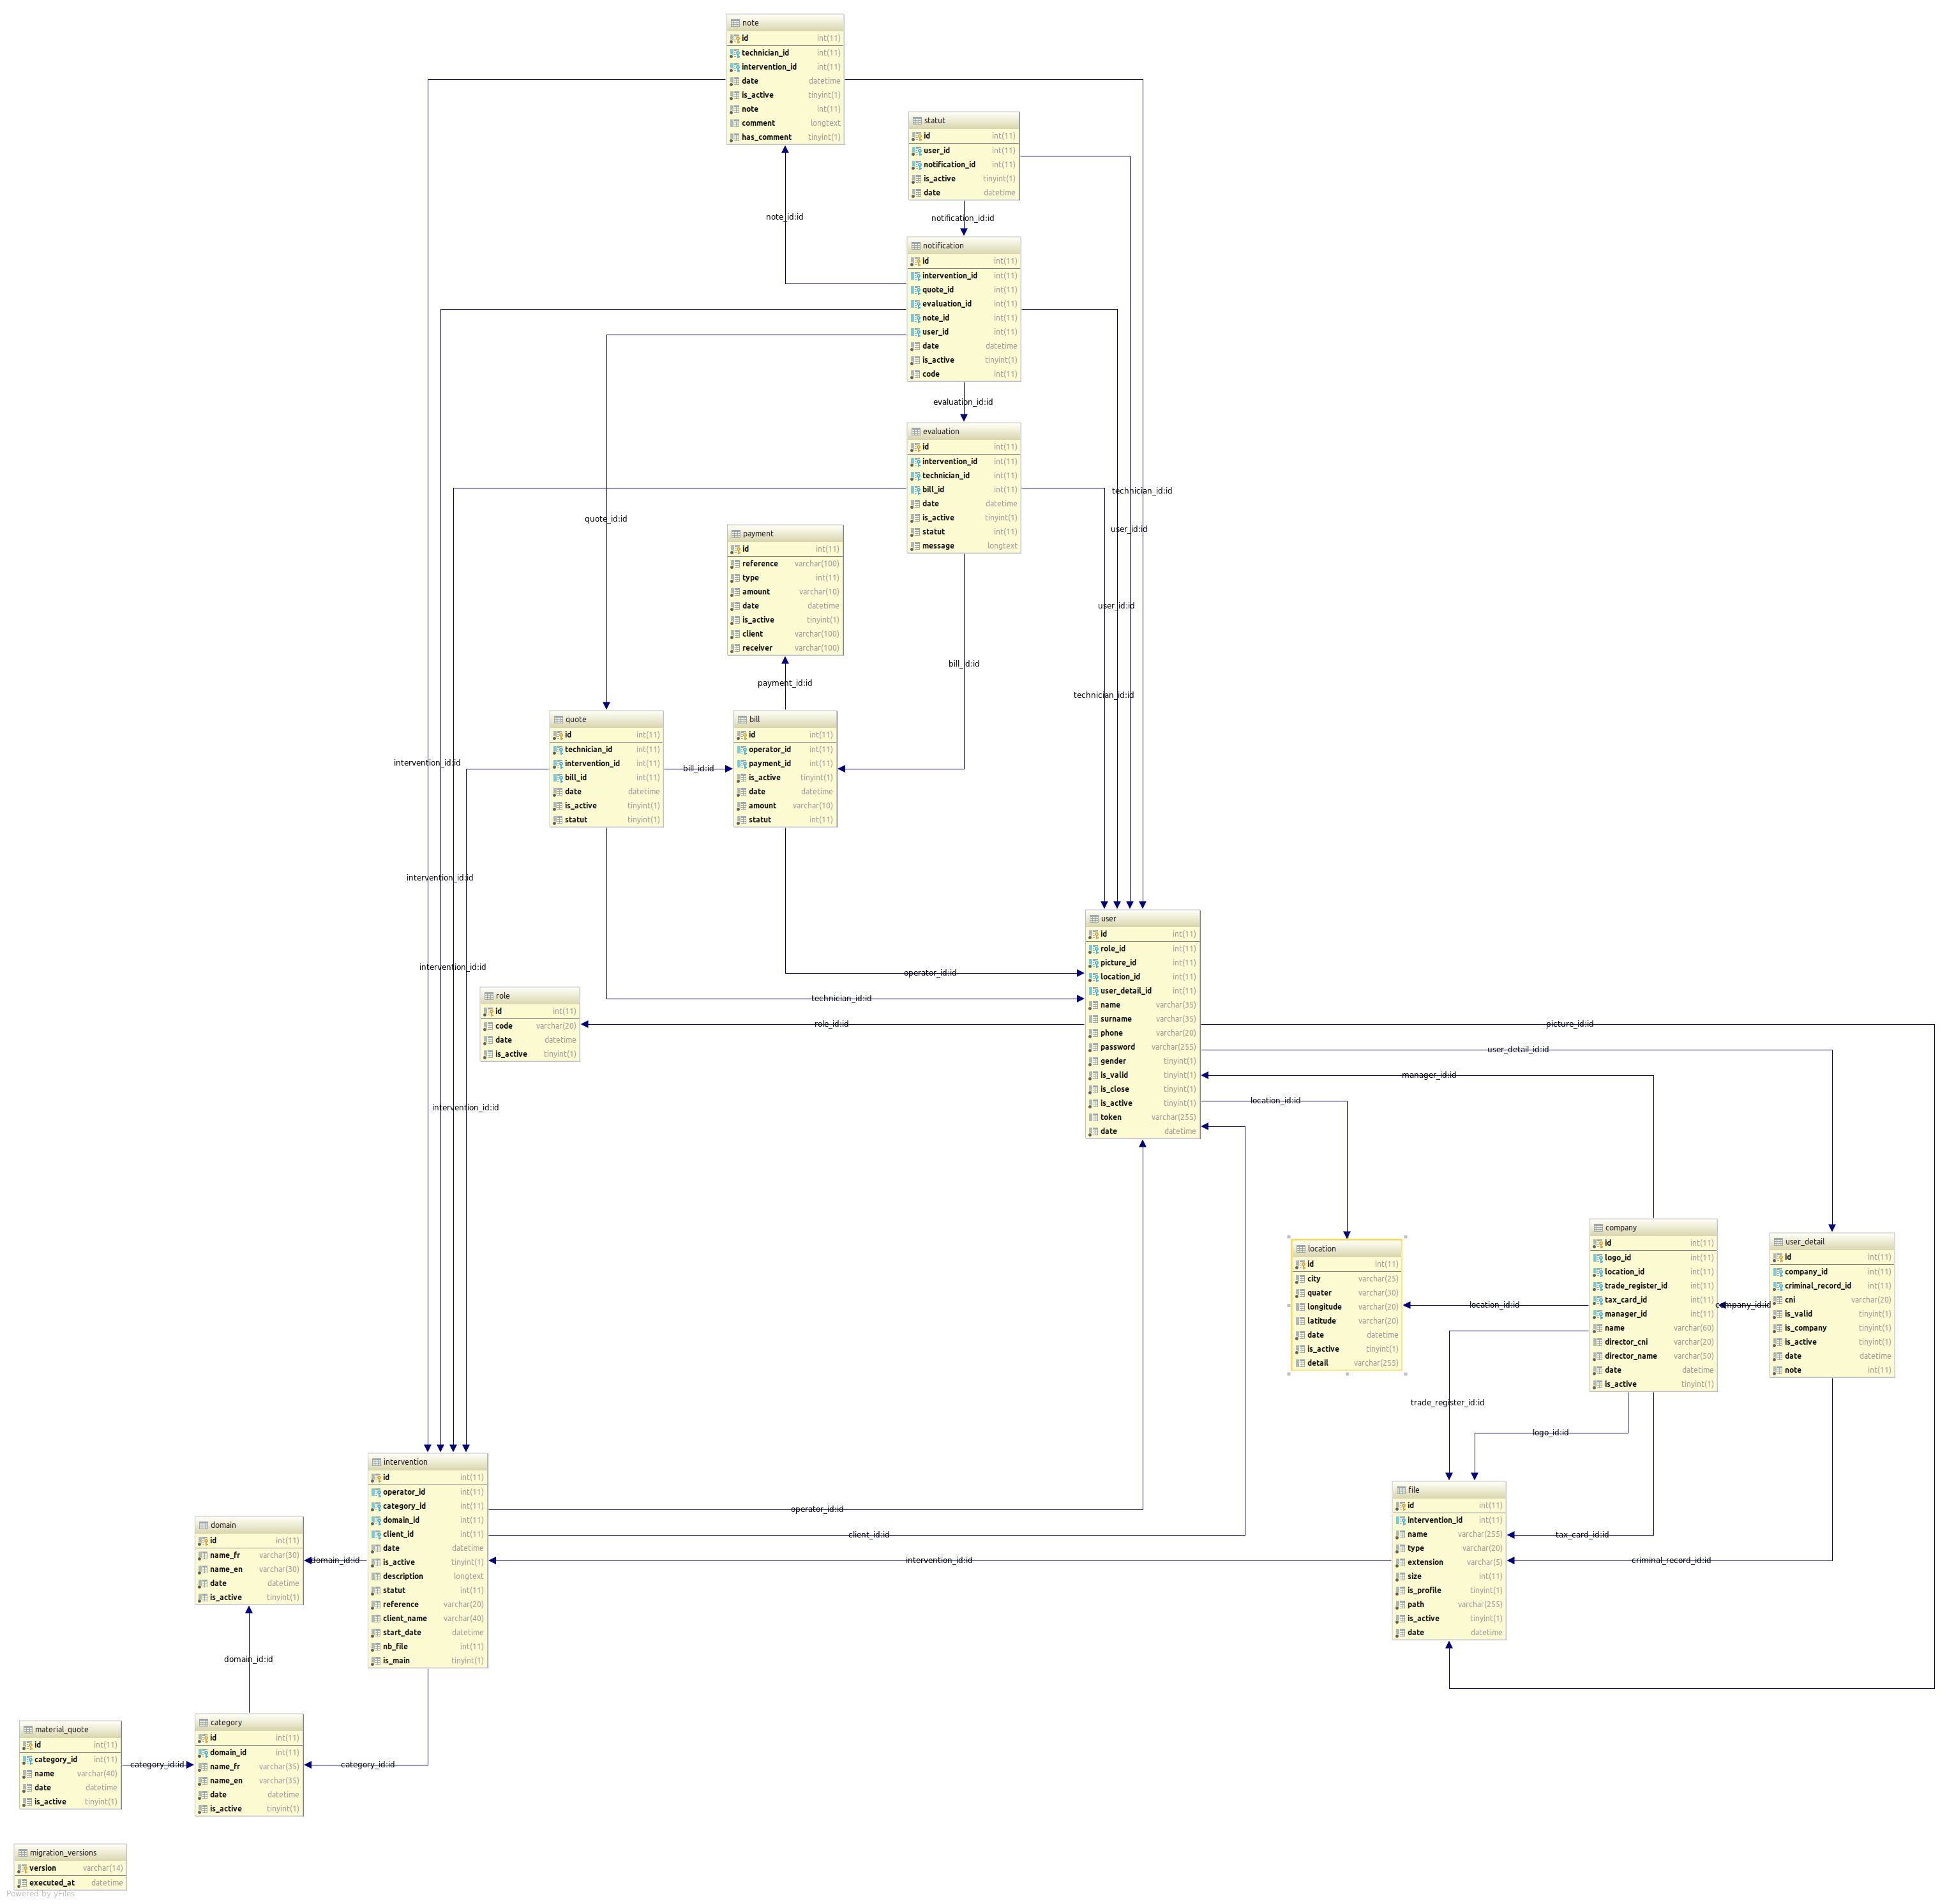 note
id int(11)
technician_id int(11)
intervention_id int(11)
date datetime
is_active tinyint(1)
note int(11)
comment longtext
has_comment tinyint(1)
statut
id int(11)
user_id int(11)
notification_id int(11)
is_active tinyint(1)
date datetime
note_id:id
notification_id:id
notification
id int(11)
intervention_id int(11)
quote_id int(11)
evaluation_id int(11)
note_id int(11)
user_id int(11)
date datetime
is_active tinyint(1)
code int(11)
evaluation_id:id
evaluation
id int(11)
intervention_id int(11)
technician_id int(11)
bill_id int(11)
date datetime
is_active tinyint(1)
statut int(11)
message longtext
technician_id:id
quote_id:id
user_id:id
payment
id int(11)
reference varchar(100)
type int(11)
amount varchar(10)
date datetime
is_active tinyint(1)
client varchar(100)
receiver varchar(100)
user_id:id
bill_id:id
payment_id:id
technician_id:id
quote
id int(11)
technician_id int(11)
intervention_id int(11)
bill_id int(11)
date datetime
is_active tinyint(1)
statut tinyint(1)
bill_id:id
bill
id int(11)
operator_id int(11)
payment_id int(11)
is_active tinyint(1)
date datetime
amount varchar(10)
statut int(11)
intervention_id:id
intervention_id:id
intervention_id:id
intervention_id:id
user
id int(11)
role_id int(11)
picture_id int(11)
location_id int(11)
user_detail_id int(11)
name varchar(35)
surname varchar(35)
phone varchar(20)
password varchar(255)
gender tinyint(1)
is_valid tinyint(1)
is_close tinyint(1)
is_active tinyint(1)
token varchar(255)
date datetime
operator_id:id
technician_id:id
role
id int(11)
code varchar(20)
date datetime
is_active tinyint(1)
role_id:id
picture_id:id
user_detail_id:id
manager_id:id
location_id:id
location
id int(11)
city varchar(25)
quater varchar(30)
longitude varchar(20)
latitude varchar(20)
date datetime
is_active tinyint(1)
detail varchar(255)
location_id:id
company
id int(11)
logo_id int(11)
location_id int(11)
trade_register_id int(11)
tax_card_id int(11)
manager_id int(11)
name varchar(60)
director_cni varchar(20)
director_name varchar(50)
date datetime
is_active tinyint(1)
company_id:id
user_detail
id int(11)
company_id int(11)
criminal_record_id int(11)
cni varchar(20)
is_valid tinyint(1)
is_company tinyint(1)
is_active tinyint(1)
date datetime
note int(11)
trade_register_id:id
logo_id:id
intervention
id int(11)
operator_id int(11)
category_id int(11)
domain_id int(11)
client_id int(11)
date datetime
is_active tinyint(1)
description longtext
statut int(11)
reference varchar(20)
client_name varchar(40)
start_date datetime
nb_file int(11)
is_main tinyint(1)
operator_id:id
client_id:id
intervention_id:id
file
id int(11)
intervention_id int(11)
name varchar(255)
type varchar(20)
extension varchar(5)
size int(11)
is_profile tinyint(1)
path varchar(255)
is_active tinyint(1)
date datetime
tax_card_id:id
criminal_record_id:id
domain
id int(11)
name_fr varchar(30)
name_en varchar(30)
date datetime
is_active tinyint(1)
domain_id:id
domain_id:id
material_quote
id int(11)
category_id int(11)
name varchar(40)
date datetime
is_active tinyint(1)
category_id:id
category
id int(11)
domain_id int(11)
name_fr varchar(35)
name_en varchar(35)
date datetime
is_active tinyint(1)
category_id:id
migration_versions
version varchar(14)
executed_at datetime
Powered by yFiles